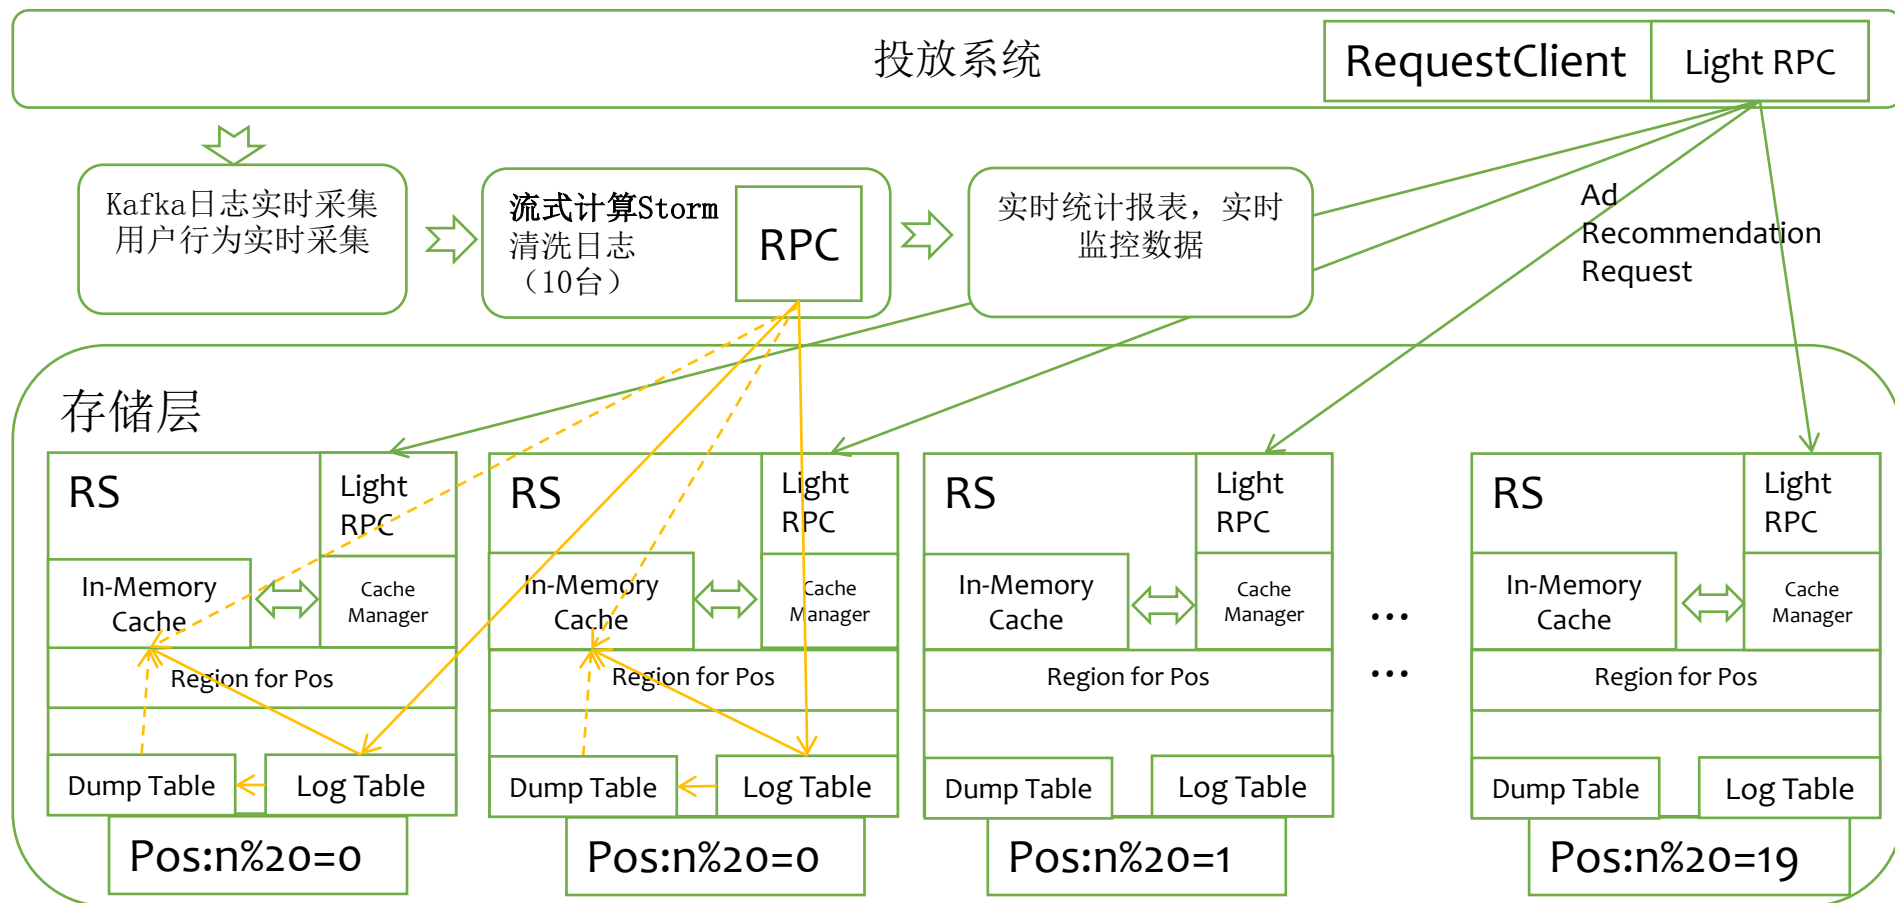 投放系统
RequestClient
Light RPC
Kafka日志实时采集
用户行为实时采集
流式计算Storm
清洗日志
（10台）
RPC
实时统计报表，实时
监控数据
Ad
Recommendation
Request
存储层
RS
Light
RPC
In-Memory
Cache
Cache
Manager
Region for Pos
Dump Table
Log Table
Pos:n%20=0
RS
Light
RPC
In-Memory
Cache
Cache
Manager
Region for Pos
Dump Table
Log Table
Pos:n%20=0
RS
Light
RPC
In-Memory
Cache
Cache
Manager
Region for Pos
Dump Table
Log Table
Pos:n%20=1
...
...
RS
Light
RPC
In-Memory
Cache
Cache
Manager
Region for Pos
Dump Table
Log Table
Pos:n%20=19